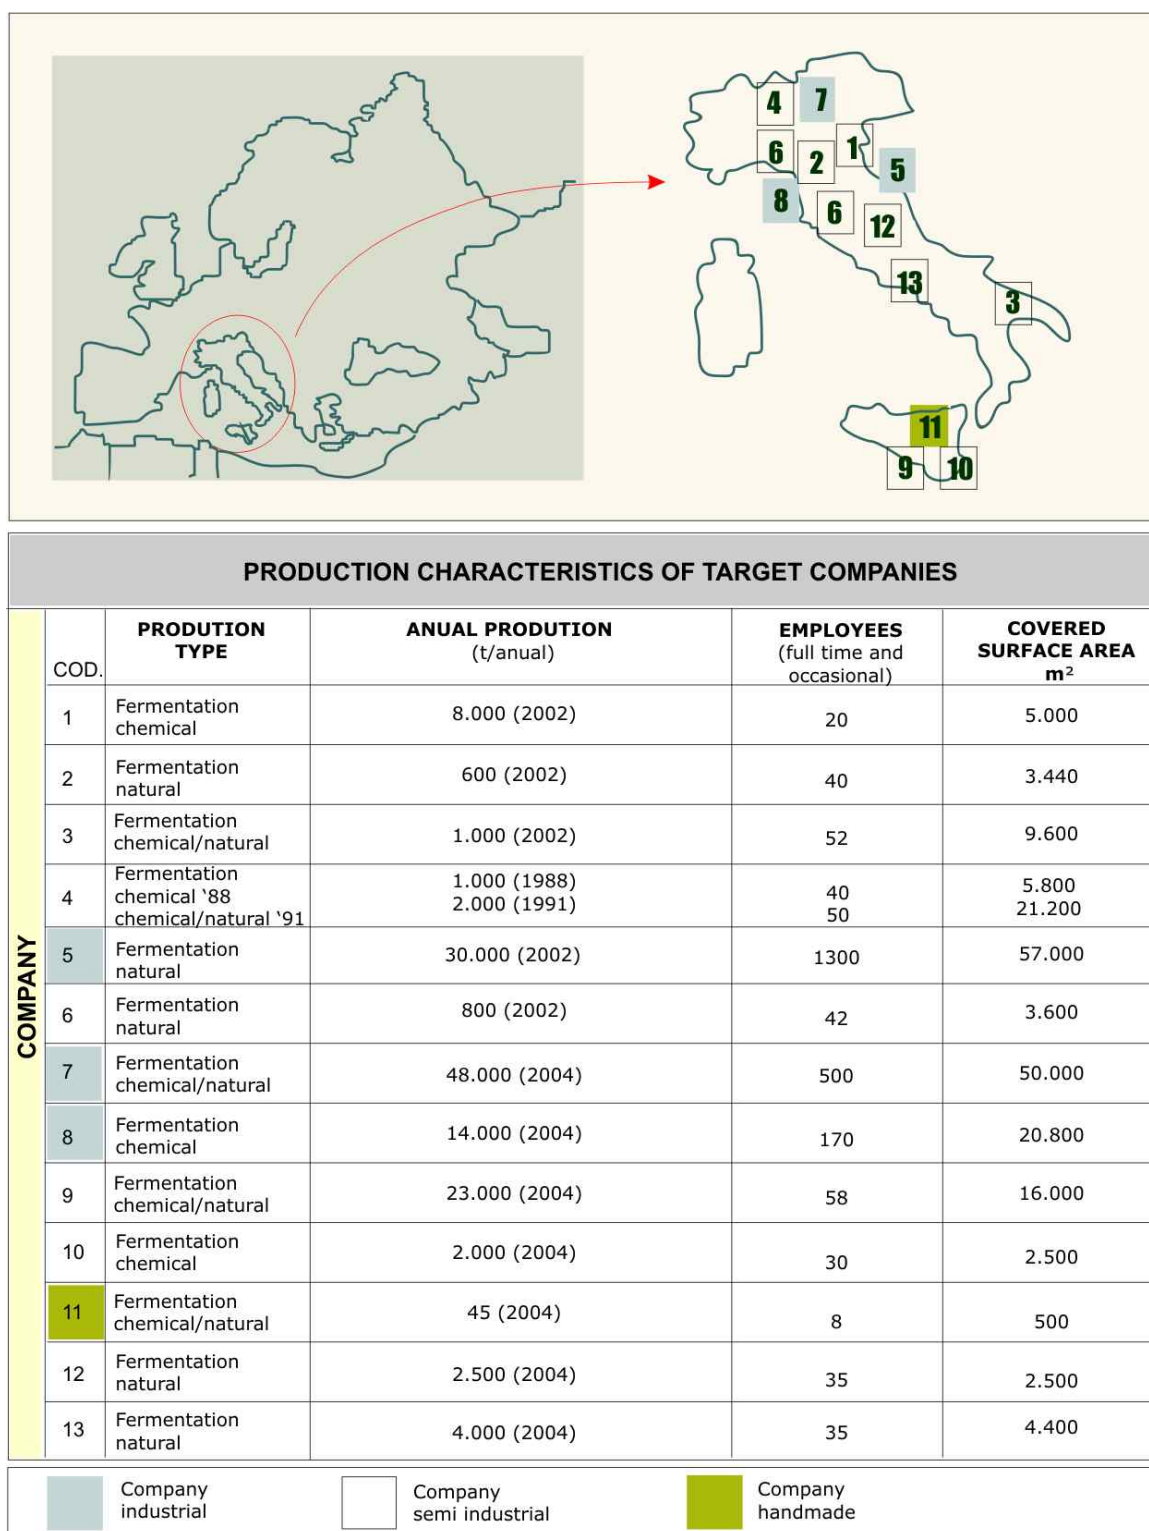 4
7
1
6
2
5
8
6
12
13
3
11
9
10
PRODUCTION CHARACTERISTICS OF TARGET COMPANIES
COMPANY
COD.
PRODUTION
TYPE
ANUAL PRODUTION
(t/anual)
EMPLOYEES
(full time and
occasional)
COVERED
SURFACE AREA
m²
1
Fermentation
chemical
8.000 (2002)
20
5.000
2
Fermentation
natural
600 (2002)
40
3.440
3
Fermentation
chemical/natural
1.000 (2002)
52
9.600
4
Fermentation
chemical ‘88
chemical/natural ‘91
1.000 (1988)
2.000 (1991)
40
50
5.800
21.200
5
Fermentation
natural
30.000 (2002)
1300
57.000
6
Fermentation
natural
800 (2002)
42
3.600
7
Fermentation
chemical/natural
48.000 (2004)
500
50.000
8
Fermentation
chemical
14.000 (2004)
170
20.800
9
Fermentation
chemical/natural
23.000 (2004)
58
16.000
10
Fermentation
chemical
2.000 (2004)
30
2.500
11
Fermentation
chemical/natural
45 (2004)
8
500
12
Fermentation
natural
2.500 (2004)
35
2.500
13
Fermentation
natural
4.000 (2004)
35
4.400
Company
industrial
Company
semi industrial
Company
handmade